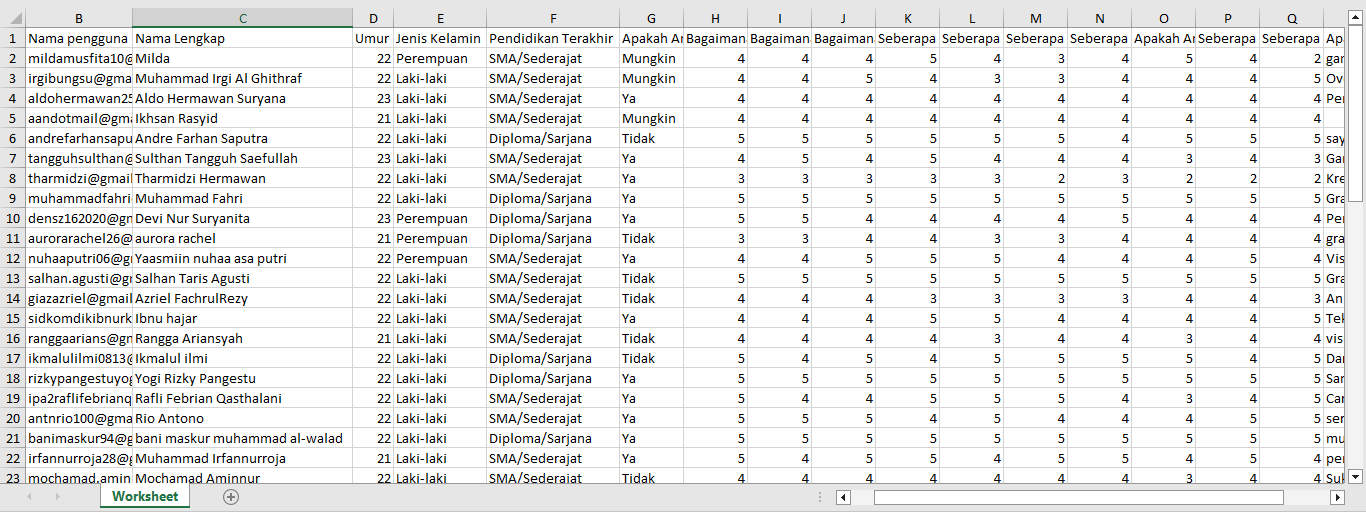 B C D E F G H I J K L M N O P Q
1 Nama pengguna Nama Lengkap Umur Jenis Kelamin Pendidikan Terakhir Apakah Ar Bagaiman Bagaiman Bagaiman Seberapa Seberapa Seberapa Seberapa Apakah Ar Seberapa Seberapa Ap
2 mildamusfita10@ Milda 22 Perempuan SMA/Sederajat Mungkin 4 4 4 5 4 3 4 5 4 2 gar
3 irgibungsu@gma Muhammad Irgi Al Ghithraf 22 Laki-laki SMA/Sederajat Mungkin 4 4 5 4 3 3 4 4 4 5 Ov
4 aldohermawan25 Aldo Hermawan Suryana 23 Laki-laki SMA/Sederajat Ya 4 4 4 4 4 4 4 4 4 4 Per
5 aandotmail@gma Ikhsan Rasyid 21 Laki-laki SMA/Sederajat Mungkin 4 4 4 4 4 4 4 4 4 4
6 andrefarhansapu Andre Farhan Saputra 22 Laki-laki Diploma/Sarjana Tidak 5 5 5 5 5 5 4 5 5 5 say
7 tangguhsulthan@ Sulthan Tangguh Saefullah 23 Laki-laki SMA/Sederajat Ya 4 5 4 5 4 4 4 3 4 3 Gar
8 tharmidzi@gmail Tharmidzi Hermawan 22 Laki-laki SMA/Sederajat Ya 3 3 3 3 3 2 3 2 2 2 Kre
9 muhammadfahri Muhammad Fahri 22 Laki-laki Diploma/Sarjana Ya 5 5 5 5 5 5 5 5 5 5 Gra
10 densz162020@gm Devi Nur Suryanita 23 Perempuan Diploma/Sarjana Ya 5 5 4 4 4 4 5 4 4 4 Per
11 aurorarachel26@ aurora rachel 21 Perempuan Diploma/Sarjana Tidak 3 3 4 4 3 3 4 4 4 4 gra
12 nuhaaputri06@g Yaasmiin nuhaa asa putri 22 Perempuan SMA/Sederajat Ya 4 4 5 5 4 4 4 4 5 4 Vis
13 salhan.agusti@gr Salhan Taris Agusti 22 Laki-laki SMA/Sederajat Tidak 5 5 5 5 5 5 5 5 5 5 Gra
14 giazazriel@gmail Azriel FachrulRezy 22 Laki-laki SMA/Sederajat Tidak 4 4 4 3 3 3 3 4 4 3 An
15 sidkomdikibnurk Ibnu hajar 22 Laki-laki SMA/Sederajat Ya 4 4 4 5 5 4 4 4 4 5 Tel
16 ranggaarians@gm Rangga Ariansyah 21 Laki-laki SMA/Sederajat Tidak 4 4 4 4 3 4 4 3 4 4 vis
17 ikmalulilmi0813@ Ikmalul ilmi 22 Laki-laki Diploma/Sarjana Tidak 5 4 5 4 5 5 5 5 4 5 Dar
18 rizkypangestuyog Yogi Rizky Pangestu 22 Laki-laki Diploma/Sarjana Ya 5 5 5 5 5 5 5 5 5 5 Sar
19 ipa2raflifebrianq Rafli Febrian Qasthalani 22 Laki-laki SMA/Sederajat Ya 5 4 4 5 5 5 4 3 4 5 Car
20 antnrio100@gma Rio Antono 22 Laki-laki SMA/Sederajat Ya 5 5 5 4 5 4 4 4 5 4 ser
21 banimaskur94@g bani maskur muhammad al-walad 22 Laki-laki Diploma/Sarjana Ya 5 5 5 5 5 5 5 5 5 5 mu
22 irfannurroja28@g Muhammad Irfannurroja 21 Laki-laki SMA/Sederajat Ya 5 4 5 4 5 5 4 5 4 4 per
23 mochamad.amin Mochamad Aminnur 22 Laki-laki SMA/Sederajat Tidak 4 4 4 4 4 4 4 3 4 4 Sul
Worksheet